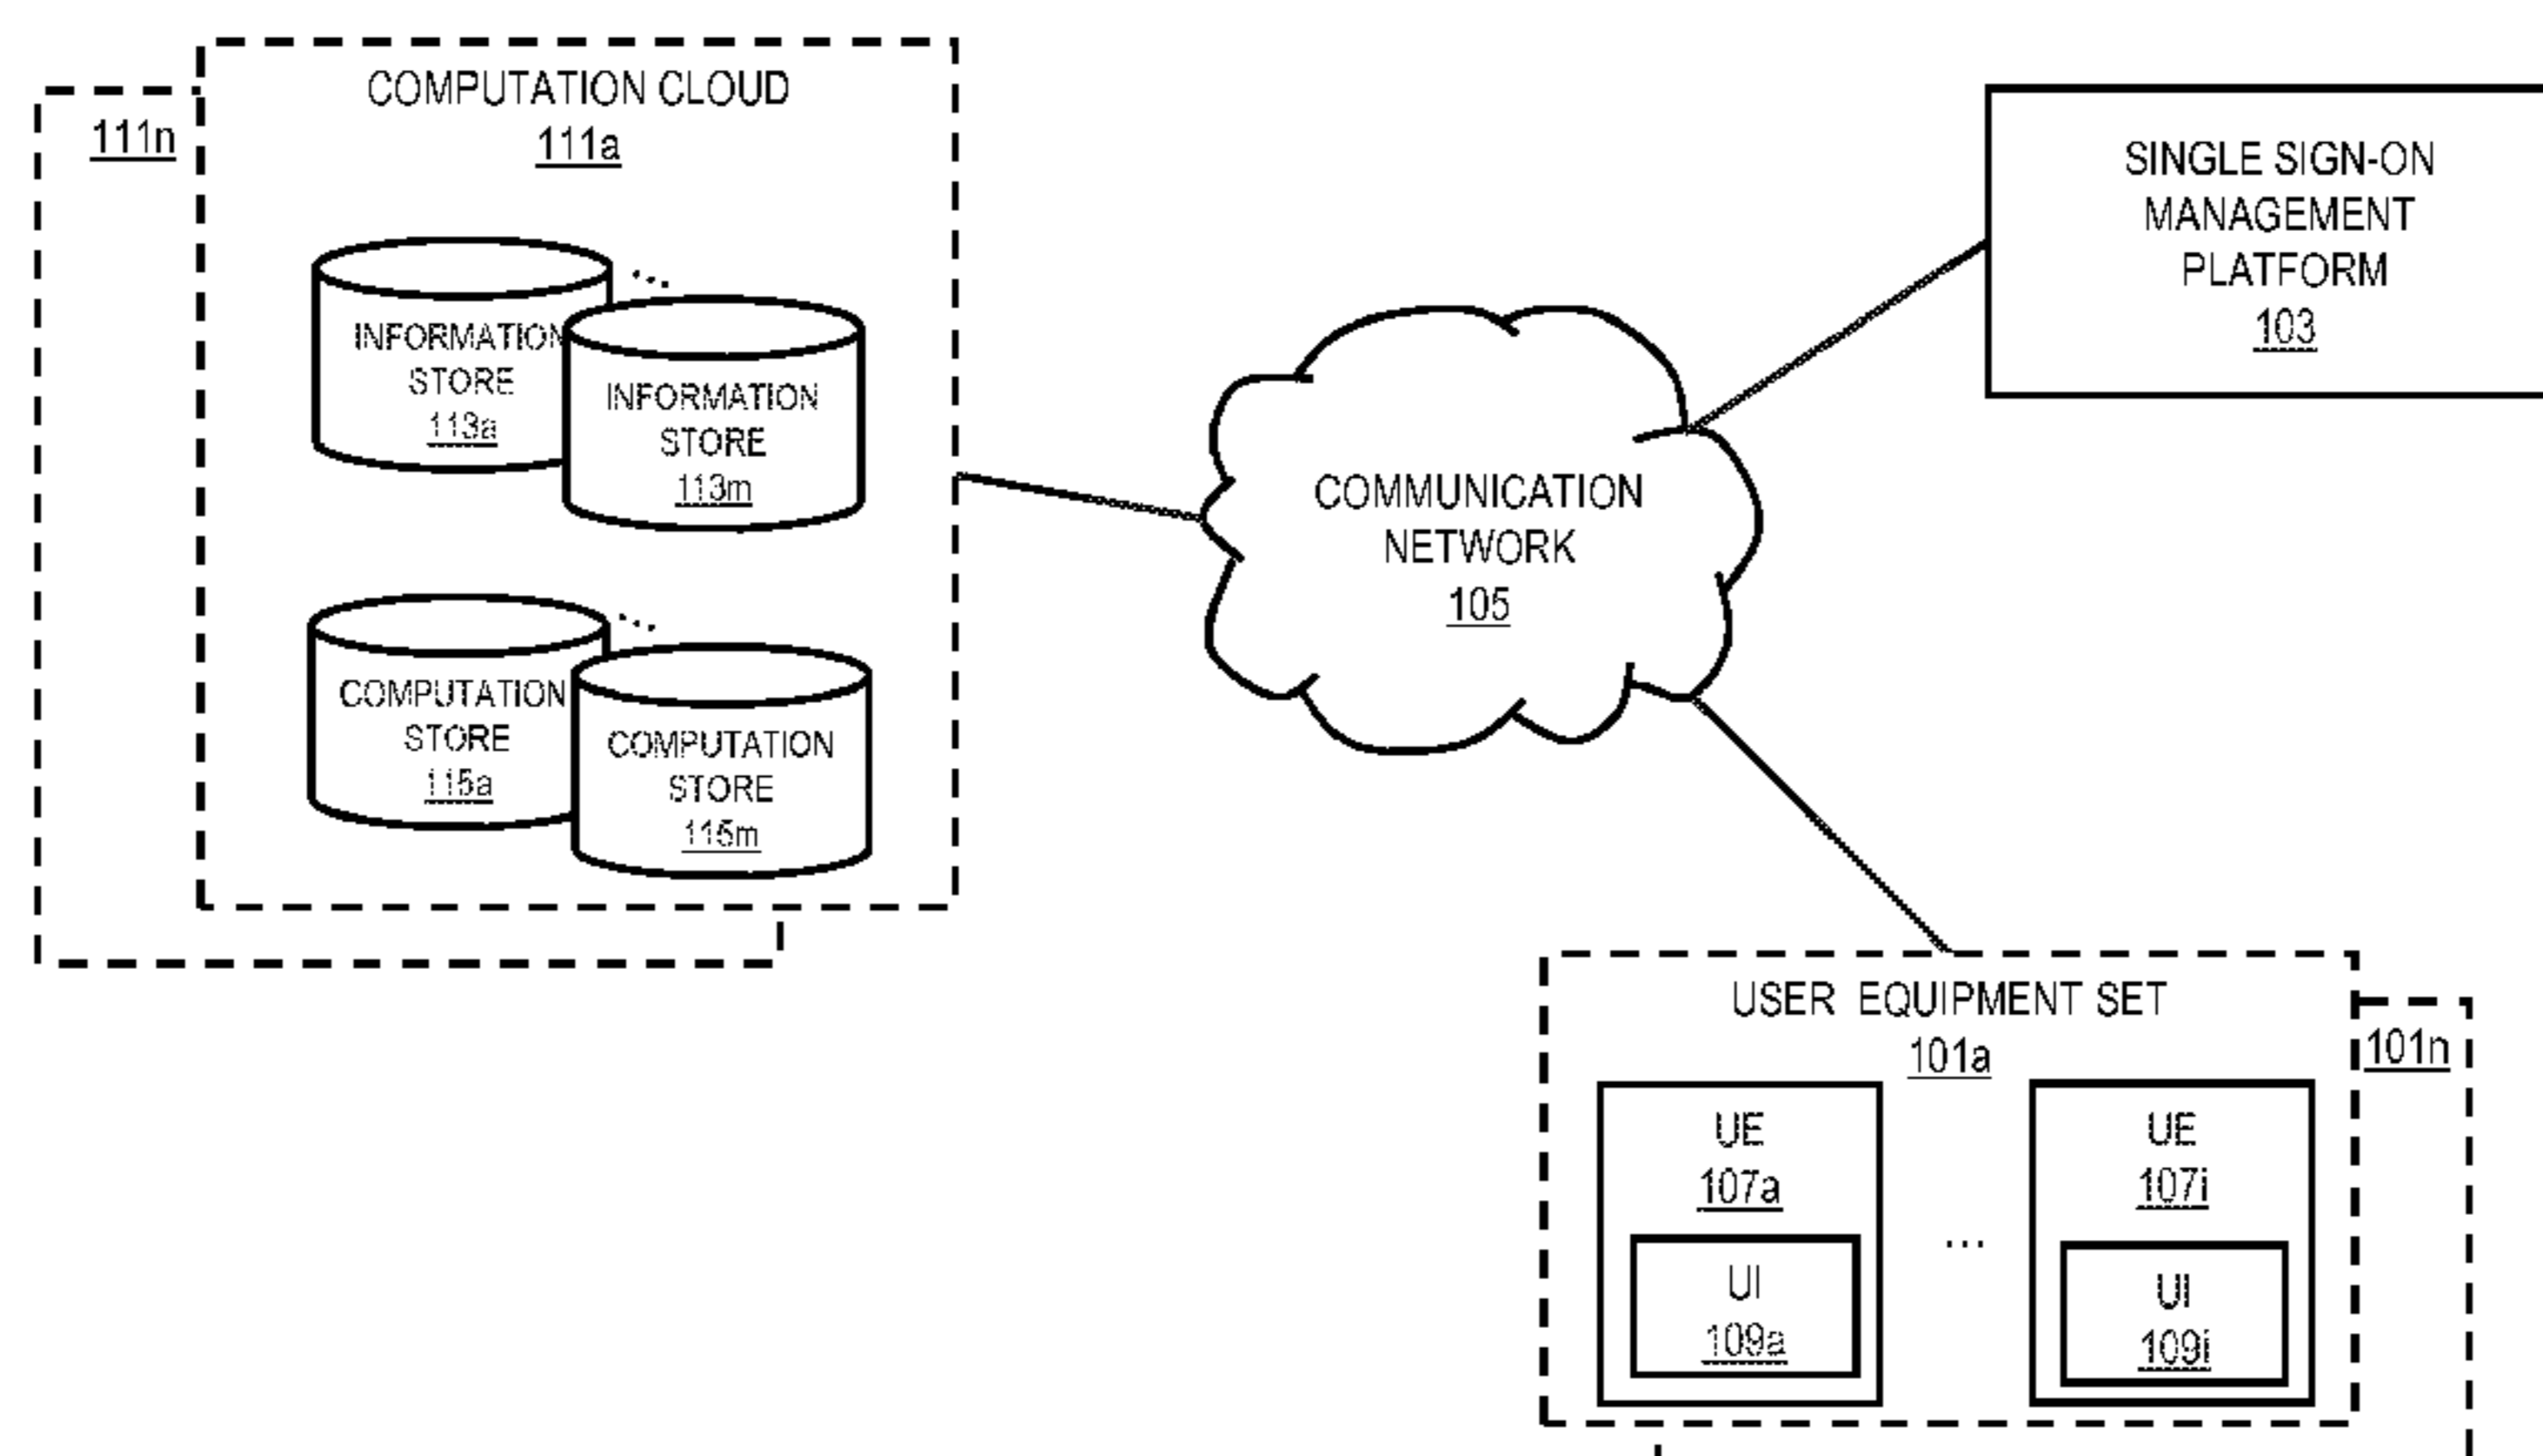 COMPUTATION CLOUD
111a
111n
INFORMATION
STORE
113a
INFORMATION
STORE
113m
COMPUTATION
STORE
115a
COMPUTATION
STORE
115m
COMMUNICATION
NETWORK
105
SINGLE SIGN-ON
MANAGEMENT
PLATFORM
103
USER EQUIPMENT SET
101a
101n
UE
107a
UI
109a
...
UE
107i
UI
109i